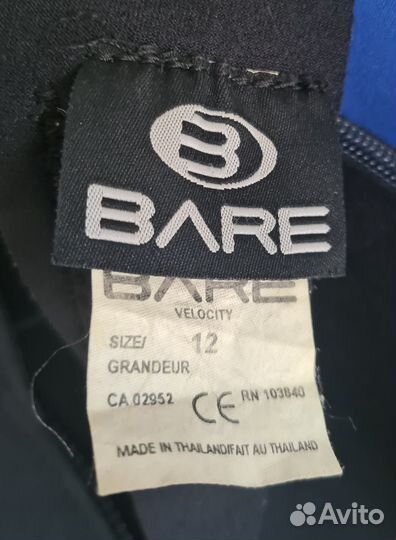 B
BARE
BARE
VELOCITY
SIZE/ 12
GRANDEUR
CA 02952 CE RN 103840
MADE IN THAILAND/FAIT AU THAILAND
Avito